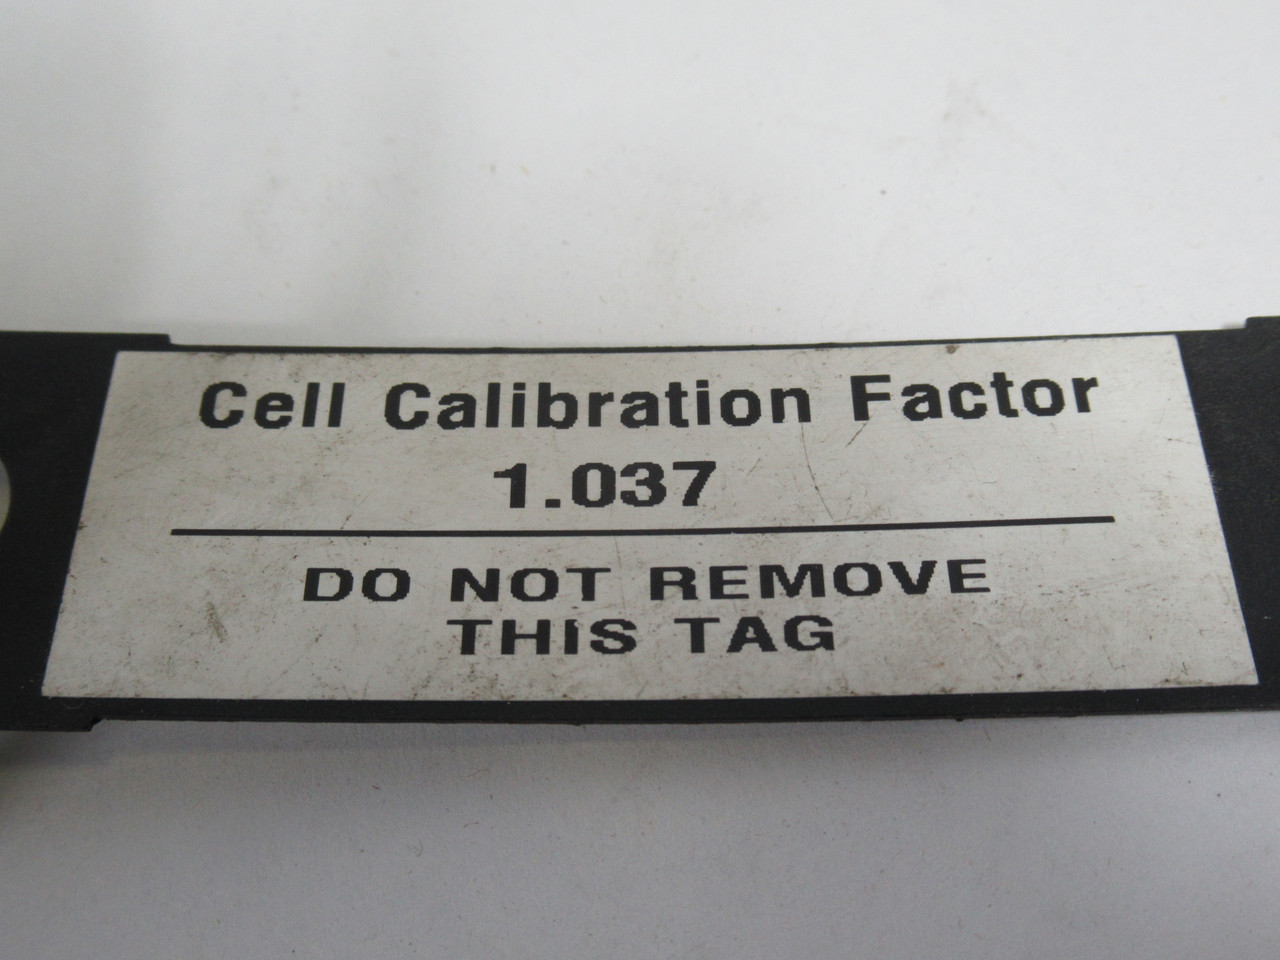 Cell Calibration Factor
1.037
DO NOT REMOVE
THIS TAG